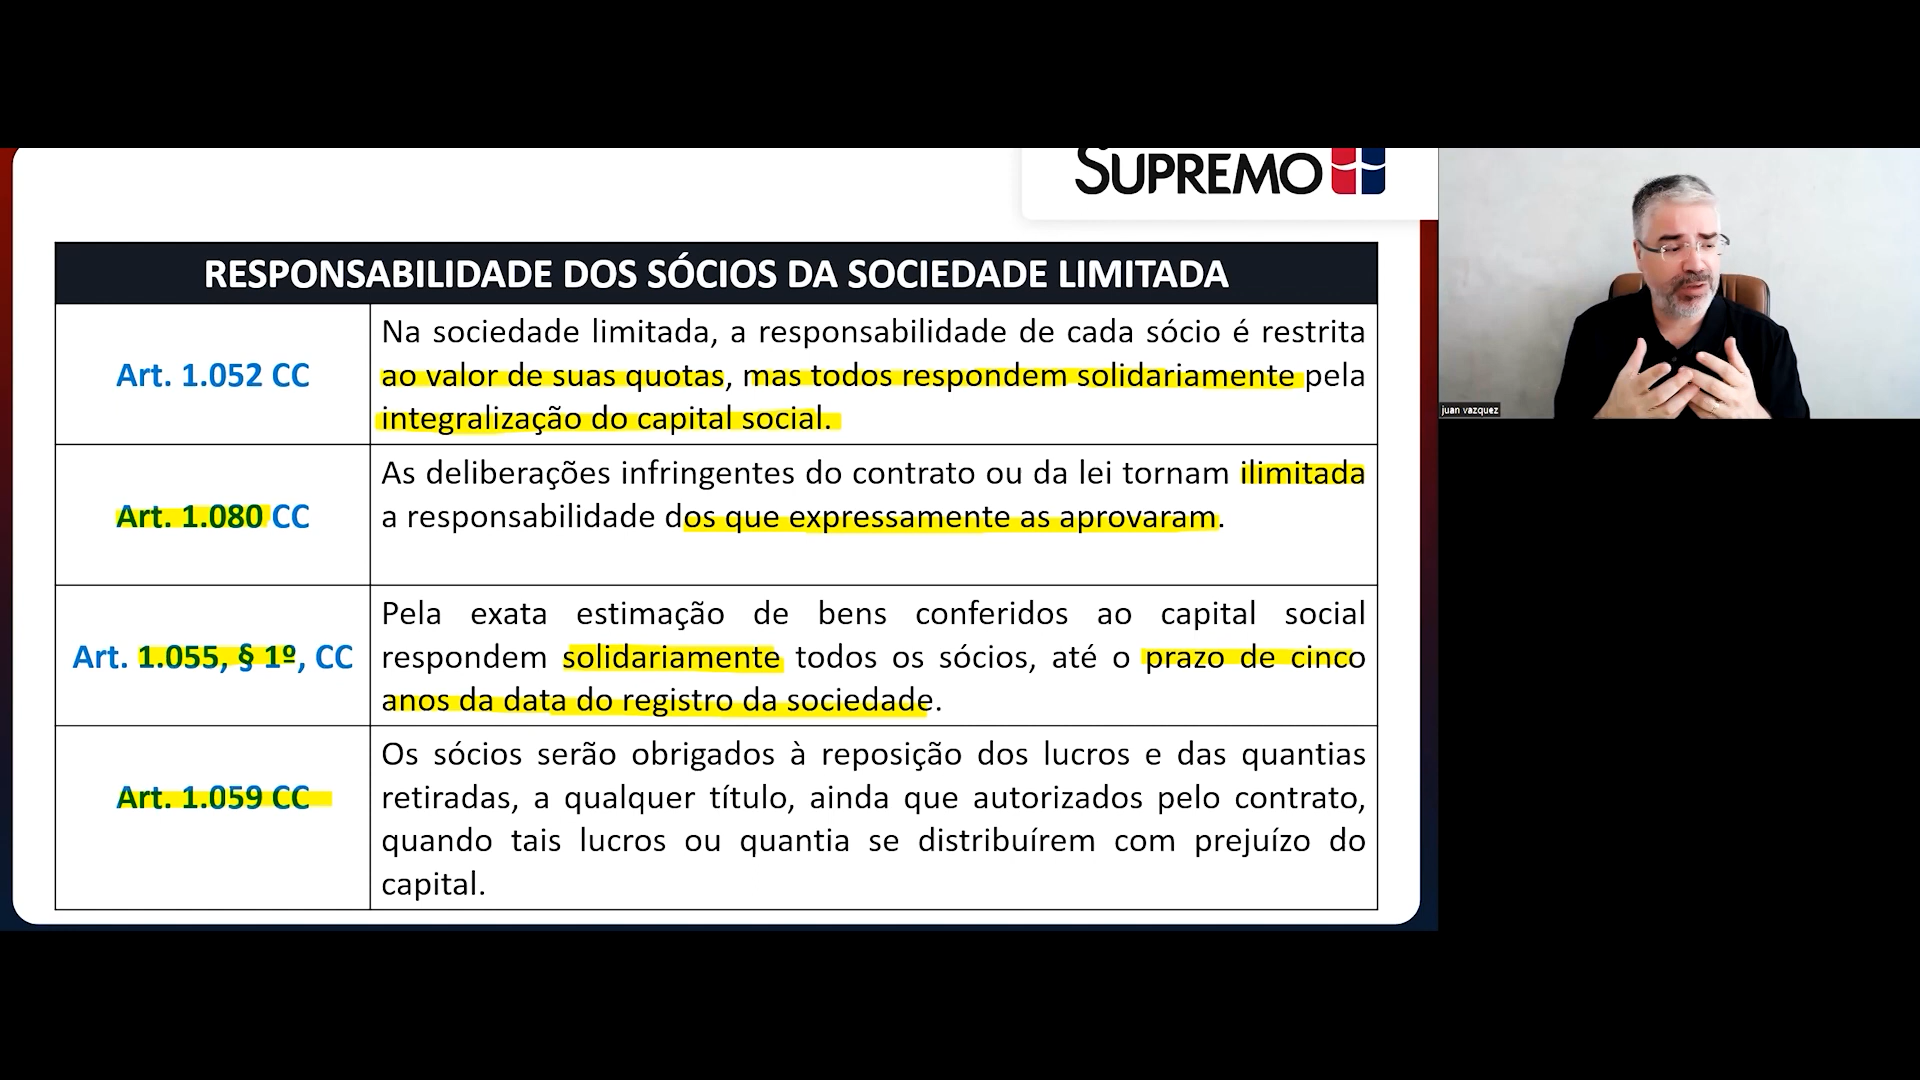 SUPREMO
RESPONSABILIDADE DOS SÓCIOS DA SOCIEDADE LIMITADA
Art. 1.052 CC
Na sociedade limitada, a responsabilidade de cada sócio é restrita
ao valor de suas quotas, mas todos respondem solidariamente pela
integralização do capital social.
Art. 1.080 CC
As deliberações infringentes do contrato ou da lei tornam ilimitada
a responsabilidade dos que expressamente as aprovaram.
Art. 1.055, § 1º, CC
Pela exata estimação de bens conferidos ao capital social
respondem solidariamente todos os sócios, até o prazo de cinco
anos da data do registro da sociedade.
Art. 1.059 CC
Os sócios serão obrigados à reposição dos lucros e das quantias
retiradas, a qualquer título, ainda que autorizados pelo contrato,
quando tais lucros ou quantia se distribuírem com prejuízo do
capital.
juan vazquez